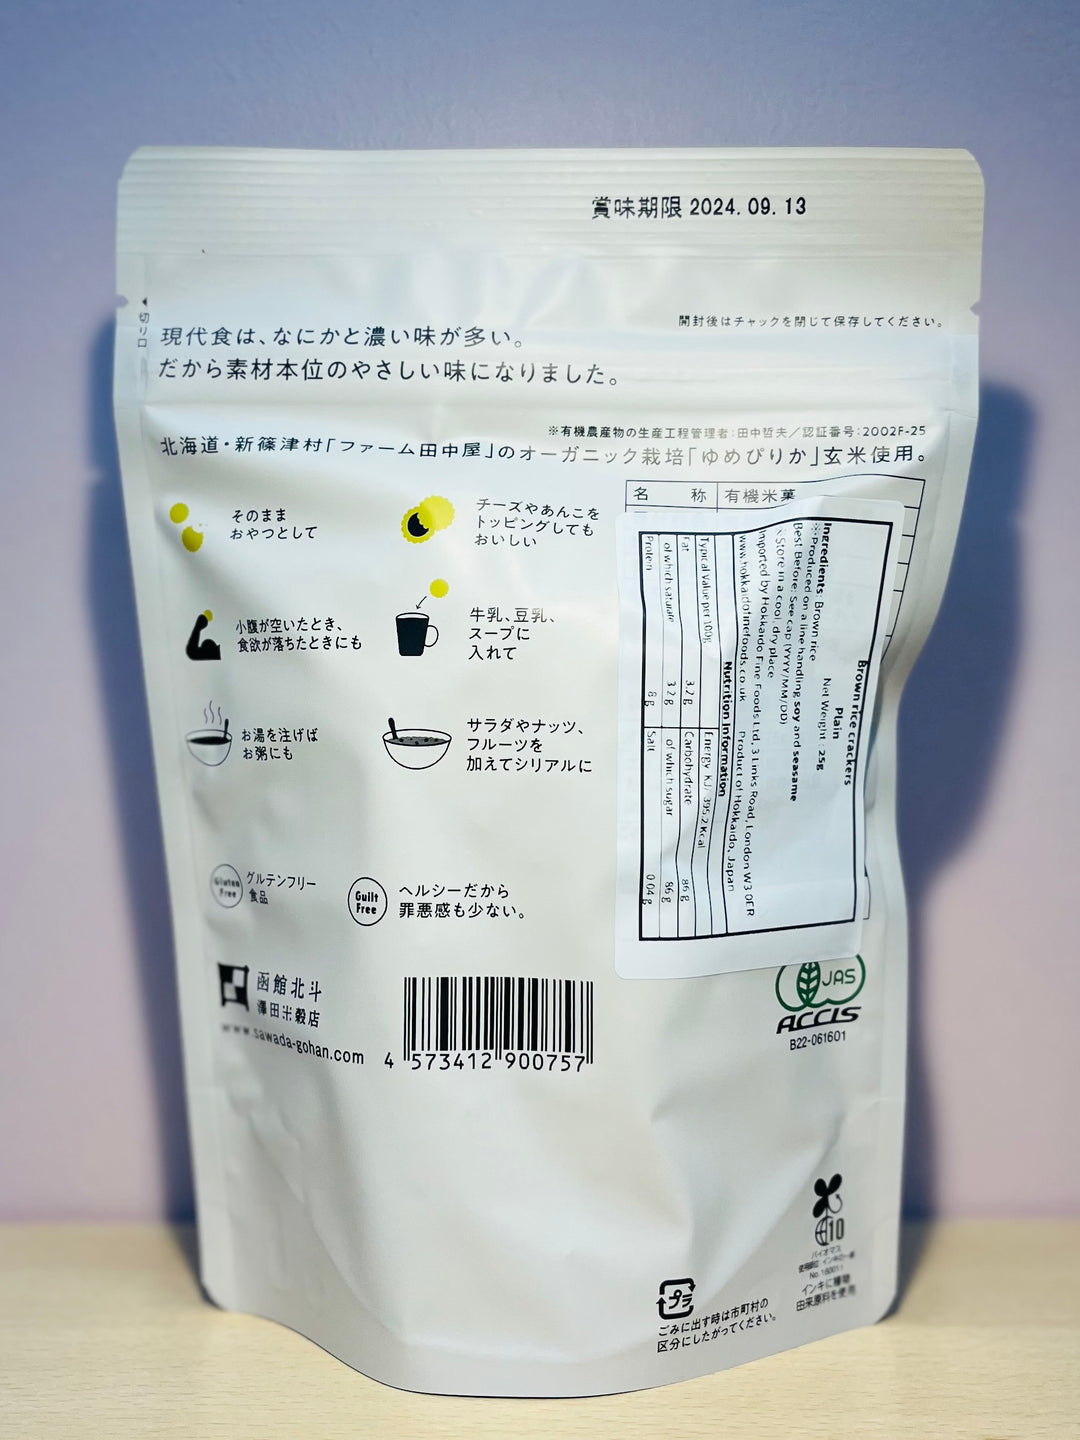 賞味期限 2024.09.13
開封後はチャックを閉じて保存してください。
切り口
現代食は、なにかと濃い味が多い。
だから素材本位のやさしい味になりました。
※有機農産物の生産工程管理者:田中哲夫/認証番号:2002F-25
北海道・新篠津村「ファーム田中屋」のオーガニック栽培「ゆめぴりか」玄米使用。
そのまま
おやつとして
チーズやあんこを
トッピングしても
おいしい
小腹が空いたとき、
食欲が落ちたときにも
牛乳、豆乳、
スープに
入れて
お湯を注げば
お粥にも
サラダやナッツ、
フルーツを
加えてシリアルに
名 称 有機米菓
Brown rice crackers
Plain
Net Weight : 25g
Ingredients: Brown rice
※Produced on a line handling soy and seasame
Best Before: See cap (YYYY/MM/DD)
※Store in a cool, dry place
Imported by Hokkaido Fine Foods Ltd, 3 Links Road, London W3 0ER
www.hokkaidofinefoods.co.uk Product of Hokkaido, Japan
Nutrition Information
Typical value per 100g Energy KJ/ 395.2 Kcal
Fat 3.2g Carbohydrate 86 g
of which saturate 3.2g of which sugar 86 g
Protein 8 g Salt 0.04 g
Gluten
Free
グルテンフリー
食品
Guilt
Free
ヘルシーだから
罪悪感も少ない。
函館北斗
澤田米穀店
www.sawada-gohan.com
4 573412 900757
JAS
ACCIS
B22-061601
10
バイオマス
No.160011
インキに植物
由来原料を使用
プラ
ごみに出す時は市町村の
区分にしたがってください。